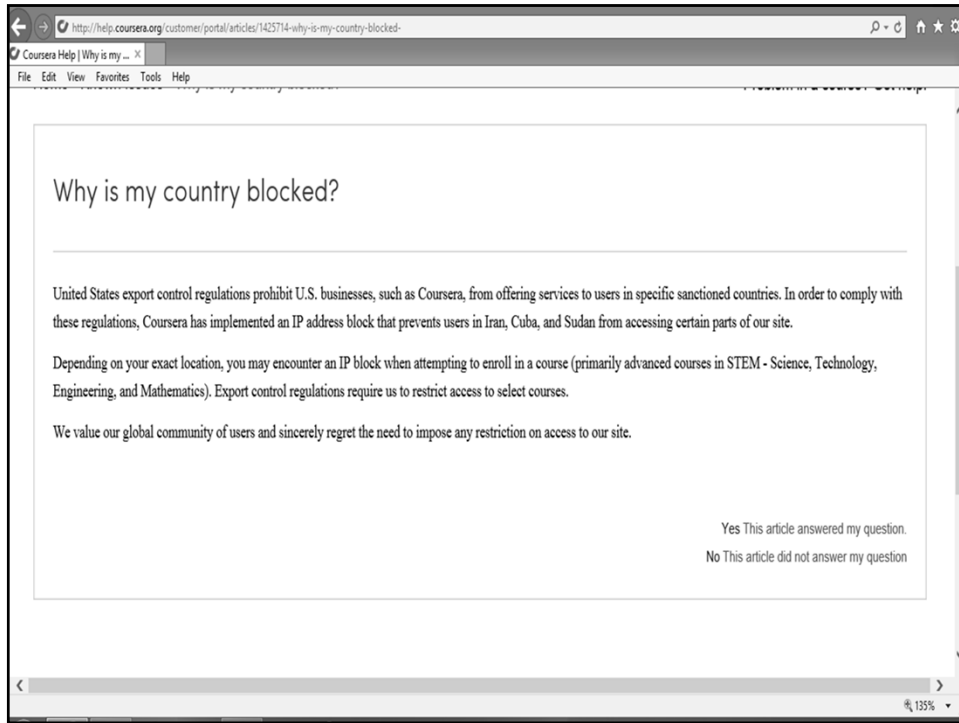 http://help.coursera.org/customer/portal/articles/1425714-why-is-my-country-blocked-
Coursera Help | Why is my ...
File Edit View Favorites Tools Help
Why is my country blocked?
United States export control regulations prohibit U.S. businesses, such as Coursera, from offering services to users in specific sanctioned countries. In order to comply with
these regulations, Coursera has implemented an IP address block that prevents users in Iran, Cuba, and Sudan from accessing certain parts of our site.
Depending on your exact location, you may encounter an IP block when attempting to enroll in a course (primarily advanced courses in STEM - Science, Technology,
Engineering, and Mathematics). Export control regulations require us to restrict access to select courses.
We value our global community of users and sincerely regret the need to impose any restriction on access to our site.
Yes This article answered my question.
No This article did not answer my question
135%